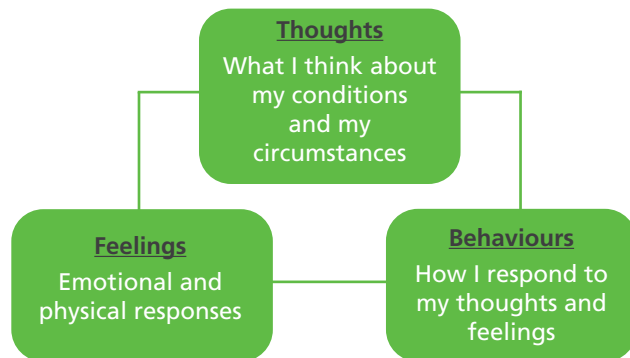 Thoughts
What I think about
my conditions
and my
circumstances
Feelings
Emotional and
physical responses
Behaviours
How I respond to
my thoughts and
feelings